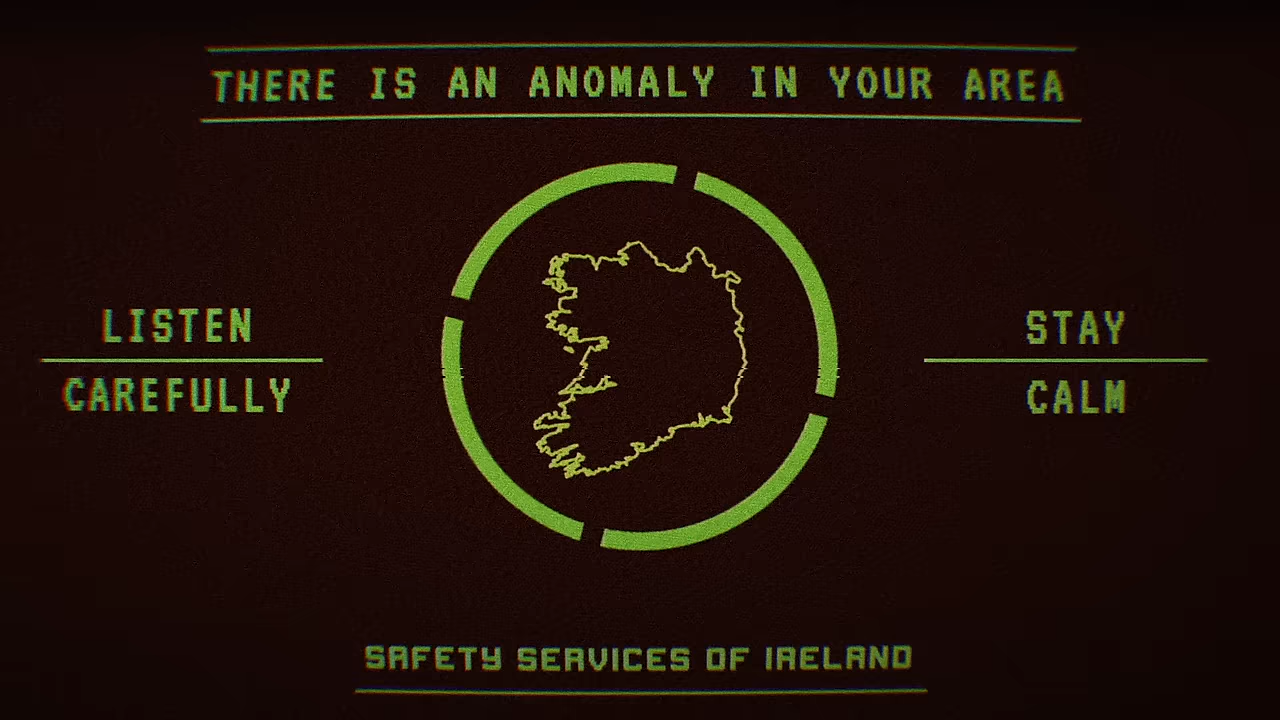 THERE IS AN ANOMALY IN YOUR AREA
LISTEN
CAREFULLY
STAY
CALM
SAFETY SERVICES OF IRELAND